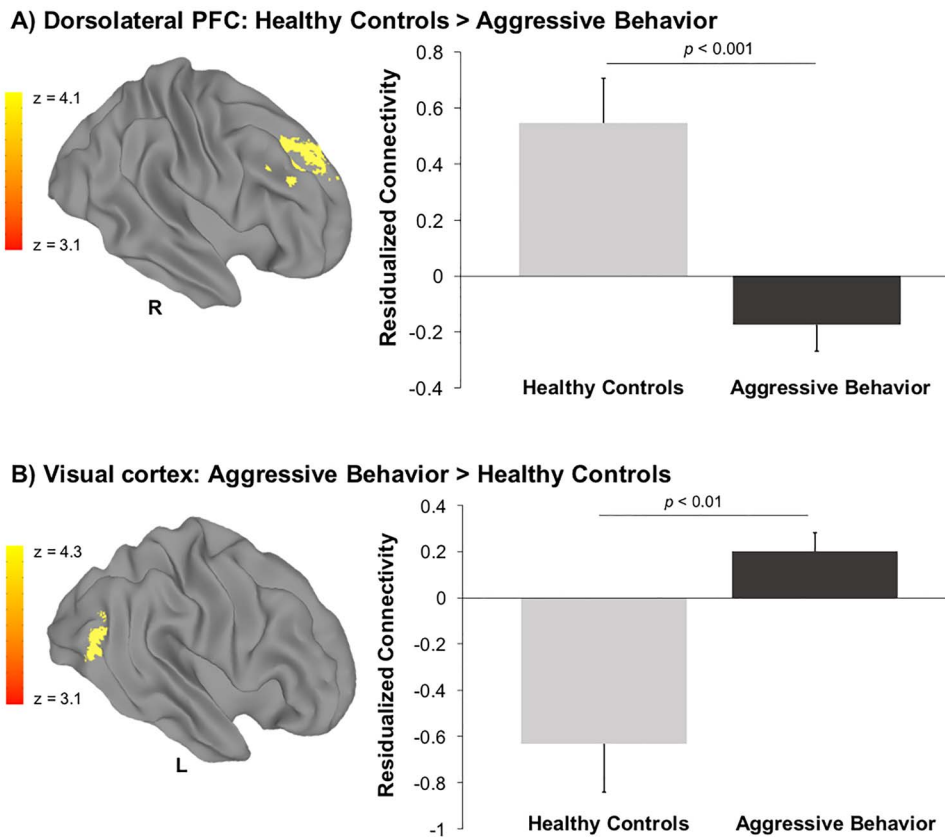 A) Dorsolateral PFC: Healthy Controls > Aggressive Behavior
z = 4.1
z = 3.1
R
Residualized Connectivity
0.8
0.6
0.4
0.2
0
-0.2
-0.4
p < 0.001
Healthy Controls
Aggressive Behavior
B) Visual cortex: Aggressive Behavior > Healthy Controls
z = 4.3
z = 3.1
L
Residualized Connectivity
0.4
0.2
0
-0.2
-0.4
-0.6
-0.8
-1
p < 0.01
Healthy Controls
Aggressive Behavior